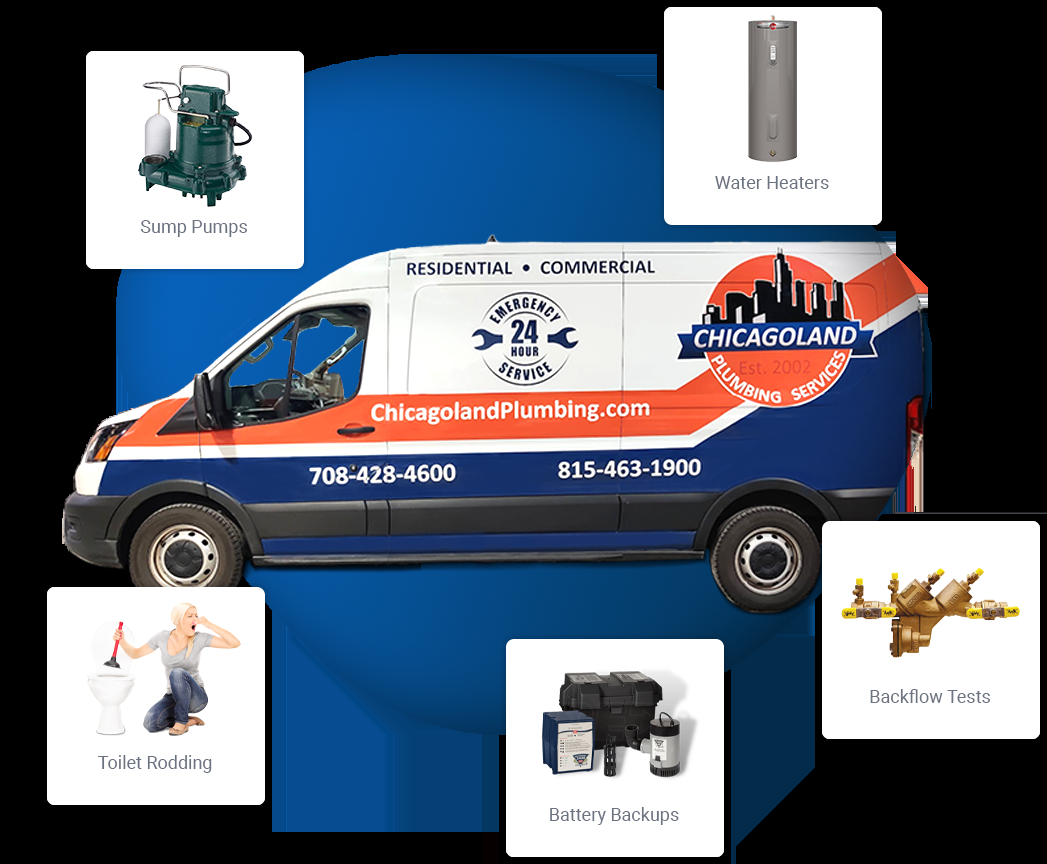 Sump Pumps
Water Heaters
RESIDENTIAL • COMMERCIAL
EMERGENCY
24
HOUR
SERVICE
CHICAGOLAND
Est. 2002
PLUMBING SERVICES
ChicagolandPlumbing.com
708-428-4600
815-463-1900
Toilet Rodding
Battery Backups
Backflow Tests